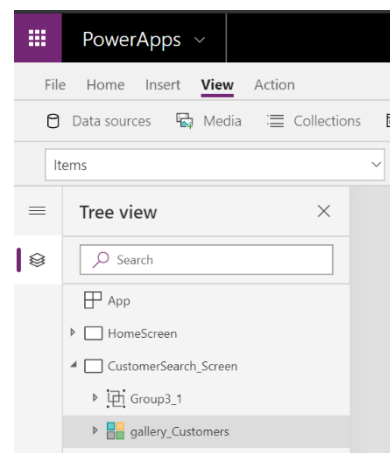 PowerApps
File Home Insert View Action
Data sources Media Collections
Items
Tree view
Search
App
HomeScreen
CustomerSearch_Screen
Group3_1
gallery_Customers